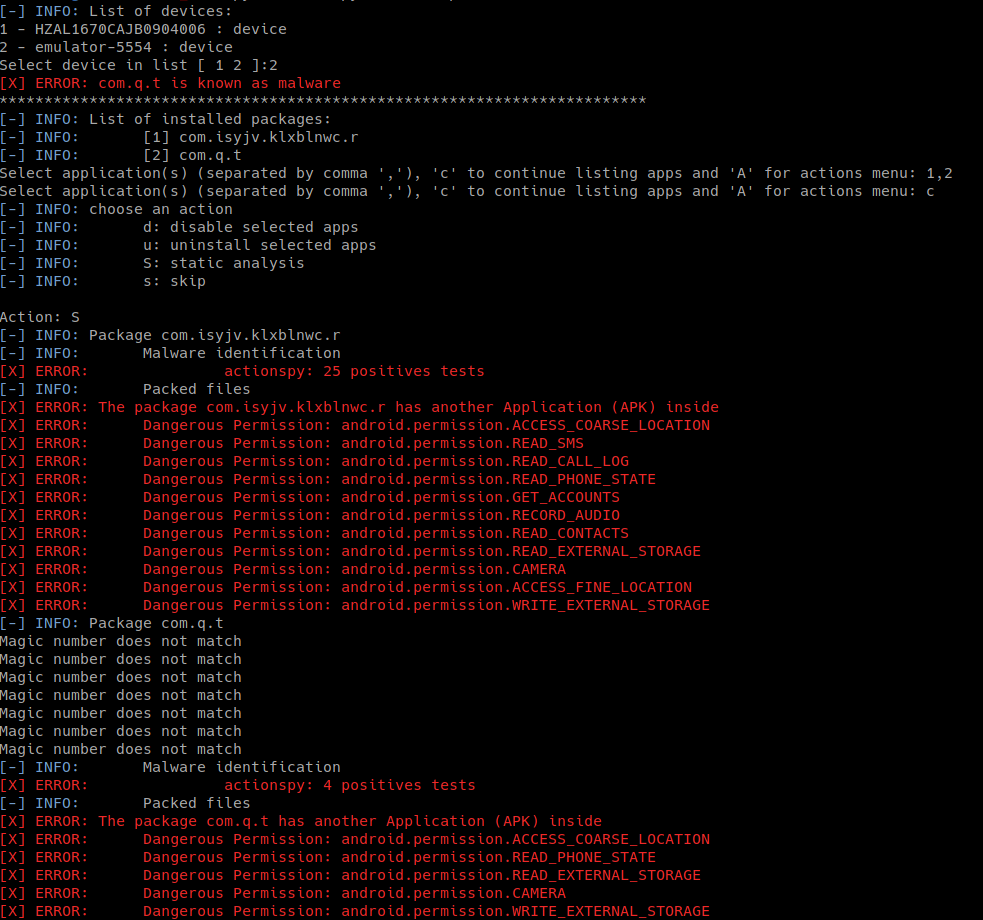 [-] INFO: List of devices:
1 - HZAL1670CAJB0904006 : device
2 - emulator-5554 : device
Select device in list [ 1 2 ]:2
[X] ERROR: com.q.t is known as malware
************************************************************************
[-] INFO: List of installed packages:
[-] INFO:       [1] com.isyjv.klxblnwc.r
[-] INFO:       [2] com.q.t
Select application(s) (separated by comma ','), 'c' to continue listing apps and 'A' for actions menu: 1,2
Select application(s) (separated by comma ','), 'c' to continue listing apps and 'A' for actions menu: c
[-] INFO: choose an action
[-] INFO:       d: disable selected apps
[-] INFO:       u: uninstall selected apps
[-] INFO:       S: static analysis
[-] INFO:       s: skip
Action: S
[-] INFO: Package com.isyjv.klxblnwc.r
[-] INFO:       Malware identification
[X] ERROR:               actionspy: 25 positives tests
[-] INFO:       Packed files
[X] ERROR: The package com.isyjv.klxblnwc.r has another Application (APK) inside
[X] ERROR:      Dangerous Permission: android.permission.ACCESS_COARSE_LOCATION
[X] ERROR:      Dangerous Permission: android.permission.READ_SMS
[X] ERROR:      Dangerous Permission: android.permission.READ_CALL_LOG
[X] ERROR:      Dangerous Permission: android.permission.READ_PHONE_STATE
[X] ERROR:      Dangerous Permission: android.permission.GET_ACCOUNTS
[X] ERROR:      Dangerous Permission: android.permission.RECORD_AUDIO
[X] ERROR:      Dangerous Permission: android.permission.READ_CONTACTS
[X] ERROR:      Dangerous Permission: android.permission.READ_EXTERNAL_STORAGE
[X] ERROR:      Dangerous Permission: android.permission.CAMERA
[X] ERROR:      Dangerous Permission: android.permission.ACCESS_FINE_LOCATION
[X] ERROR:      Dangerous Permission: android.permission.WRITE_EXTERNAL_STORAGE
[-] INFO: Package com.q.t
Magic number does not match
Magic number does not match
Magic number does not match
Magic number does not match
Magic number does not match
Magic number does not match
Magic number does not match
[-] INFO:       Malware identification
[X] ERROR:               actionspy: 4 positives tests
[-] INFO:       Packed files
[X] ERROR: The package com.q.t has another Application (APK) inside
[X] ERROR:      Dangerous Permission: android.permission.ACCESS_COARSE_LOCATION
[X] ERROR:      Dangerous Permission: android.permission.READ_PHONE_STATE
[X] ERROR:      Dangerous Permission: android.permission.READ_EXTERNAL_STORAGE
[X] ERROR:      Dangerous Permission: android.permission.CAMERA
[X] ERROR:      Dangerous Permission: android.permission.WRITE_EXTERNAL_STORAGE